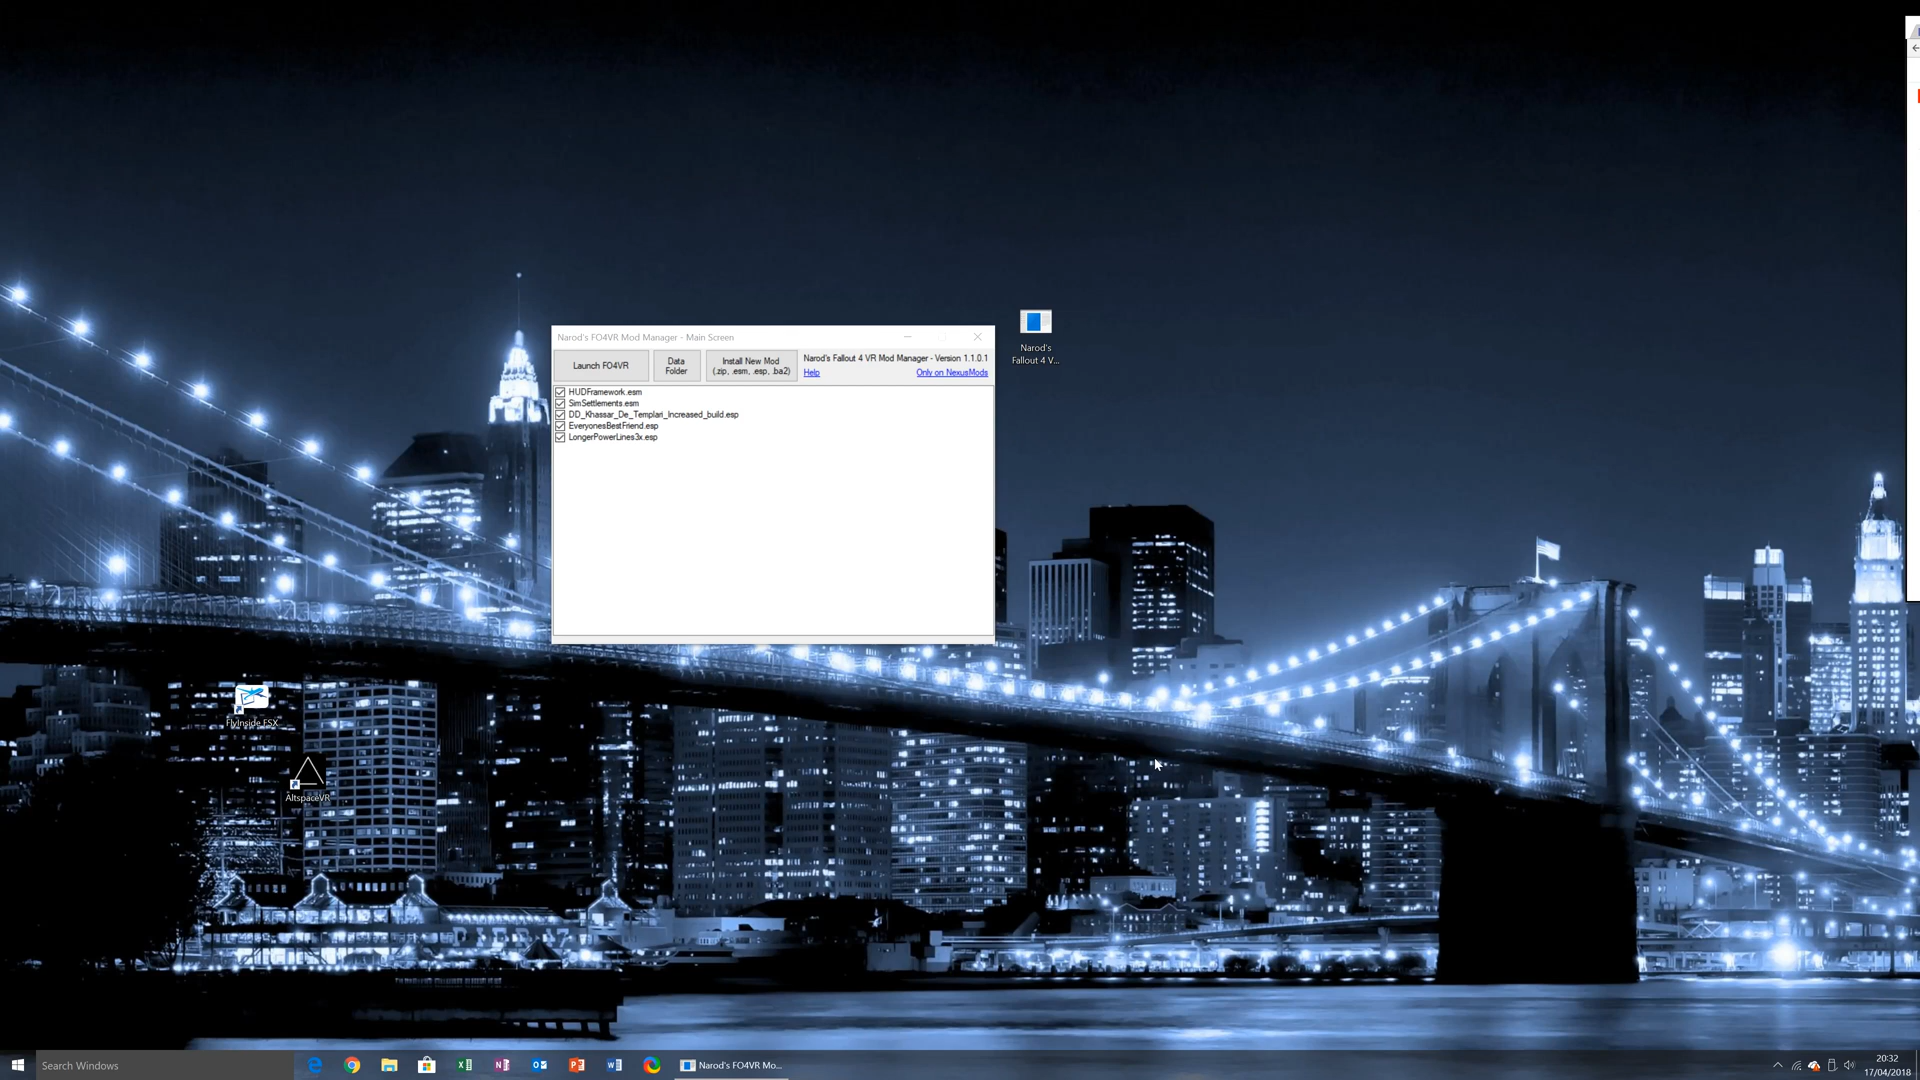 Narod's FO4VR Mod Manager - Main Screen
Launch FO4VR
Data
Folder
Install New Mod
(.zip, .esm, .esp, .ba2)
Narod's Fallout 4 VR Mod Manager - Version 1.1.0.1
Help
Only on NexusMods
HUDFramework.esm
SimSettlements.esm
DD_Khassar_De_Templari_Increased_build.esp
EveryonesBestFriend.esp
LongerPowerLines3x.esp
Narod's
Fallout 4 V...
FlyInside FSX
AltspaceVR
PIER 17
Search Windows
Narod's FO4VR Mo...
20:32
17/04/2018